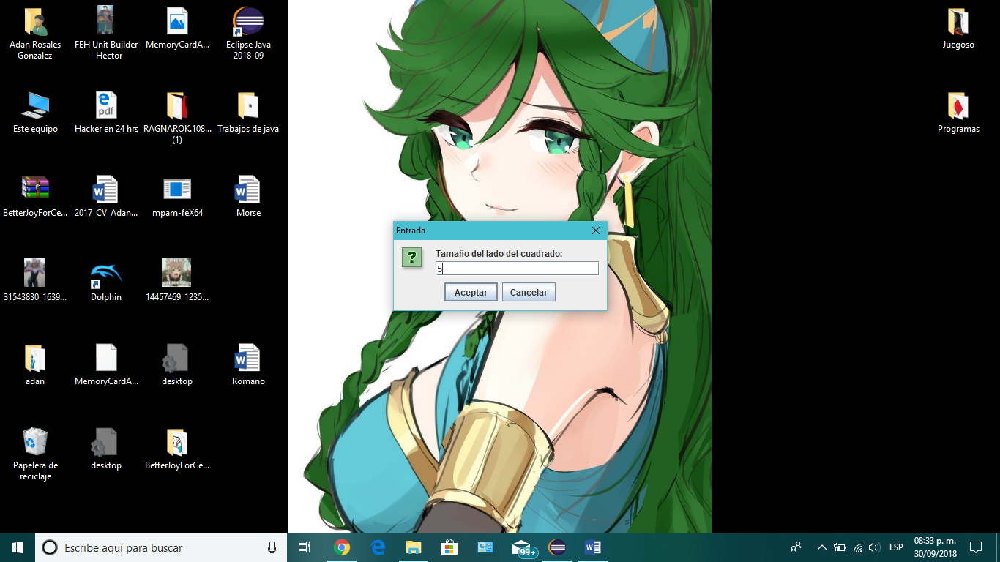 Adan Rosales
Gonzalez
FEH Unit Builder
- Hector
MemoryCardA...
Eclipse Java
2018-09
Juegoso
Este equipo
pdf
Hacker en 24 hrs
RAGNAROK.108...
(1)
Trabajos de java
Programas
BetterJoyForCe...
2017_CV_Adan...
mpam-feX64
Morse
Entrada
Tamaño del lado del cuadrado:
5
Aceptar
Cancelar
31543830_1639...
Dolphin
14457469_1235...
adan
MemoryCardA...
desktop
Romano
Papelera de
reciclaje
desktop
BetterJoyForCe...
Escribe aquí para buscar
99+
ESP
08:33 p. m.
30/09/2018